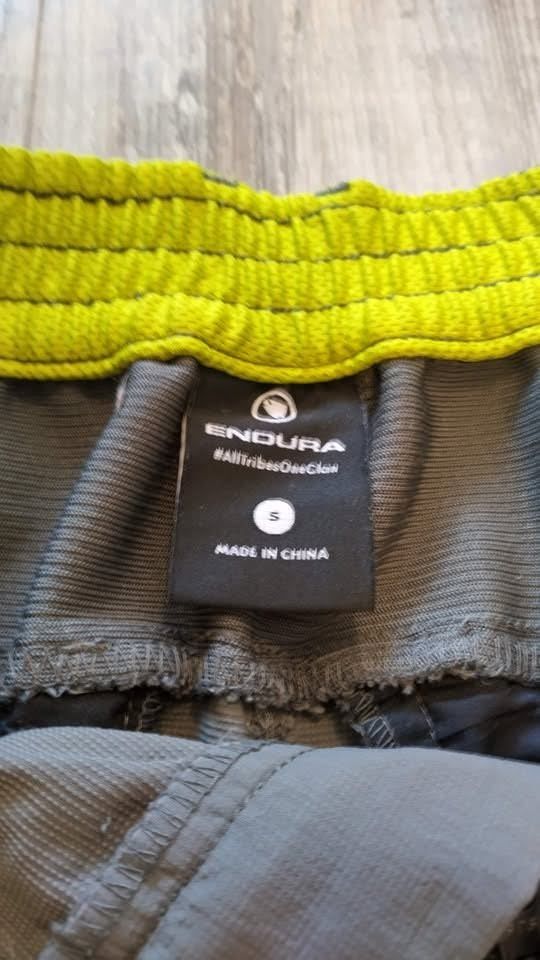 ENDURA
#AllTribesOneClan
S
MADE IN CHINA